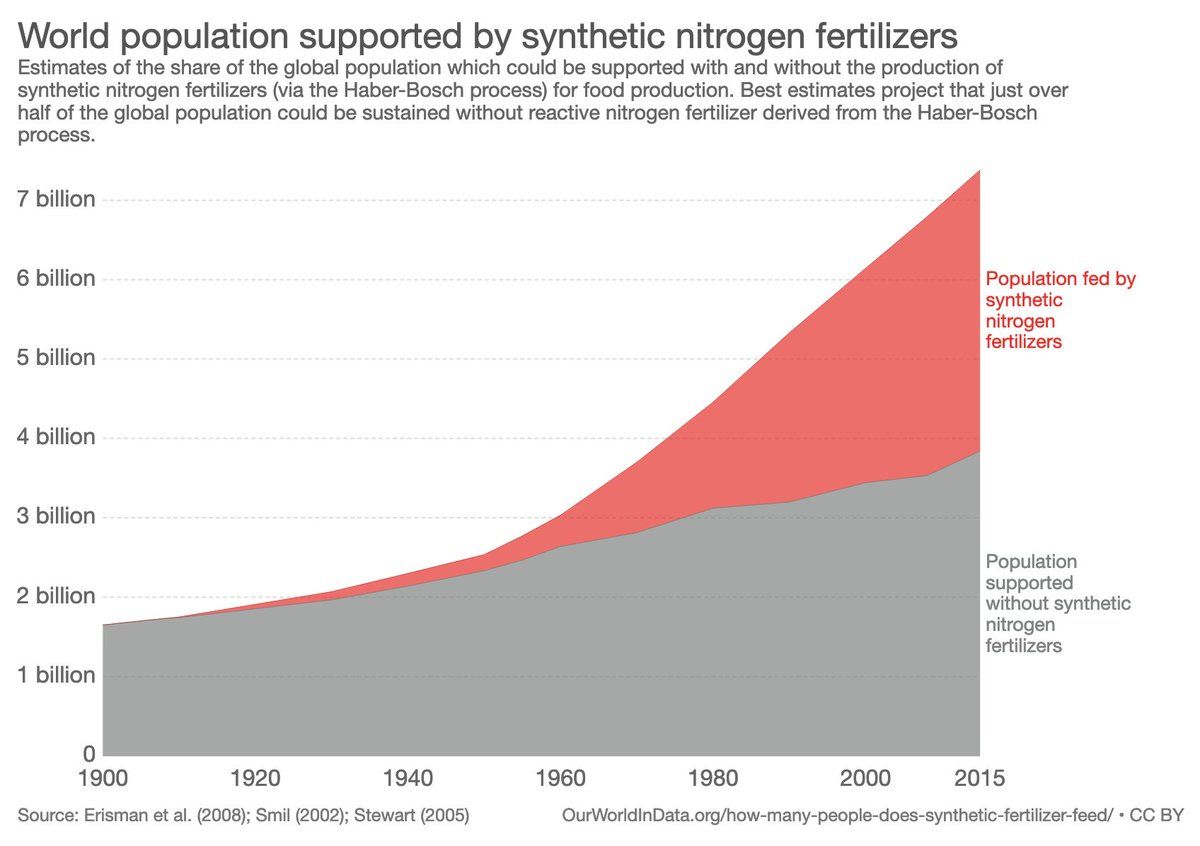 World population supported by synthetic nitrogen fertilizers
Estimates of the share of the global population which could be supported with and without the production of
synthetic nitrogen fertilizers (via the Haber-Bosch process) for food production. Best estimates project that just over
half of the global population could be sustained without reactive nitrogen fertilizer derived from the Haber-Bosch
process.
7 billion
6 billion
5 billion
4 billion
3 billion
2 billion
1 billion
0
Population fed by
synthetic
nitrogen
fertilizers
Population
supported
without synthetic
nitrogen
fertilizers
1900
1920
1940
1960
1980
2000
2015
Source: Erisman et al. (2008); Smil (2002); Stewart (2005)
OurWorldInData.org/how-many-people-does-synthetic-fertilizer-feed/ • CC BY